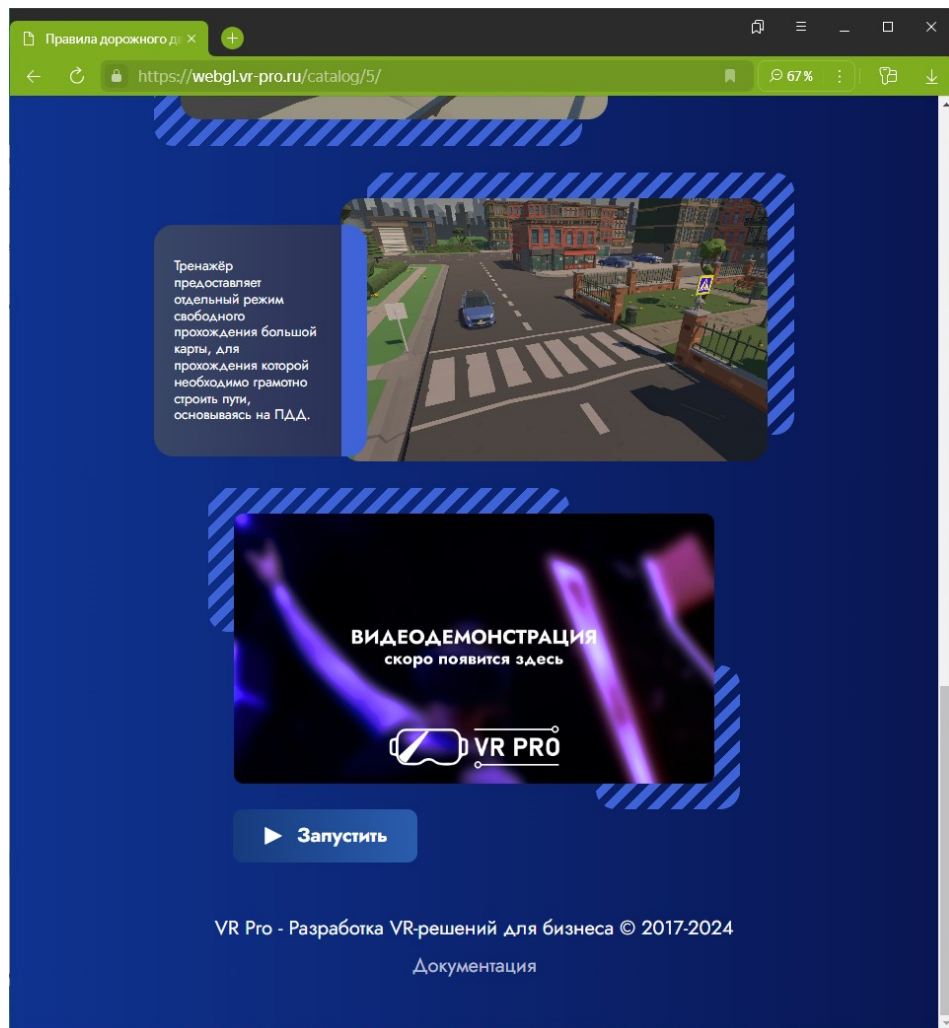 Правила дорожного д
https://webgl.vr-pro.ru/catalog/5/
67 %
Тренажёр
предоставляет
отдельный режим
свободного
прохождения большой
карты, для
прохождения которой
необходимо грамотно
строить пути,
основываясь на ПДД.
ВИДЕОДЕМОНСТРАЦИЯ
скоро появится здесь
VR PRO
Запустить
VR Pro - Разработка VR-решений для бизнеса © 2017-2024
Документация